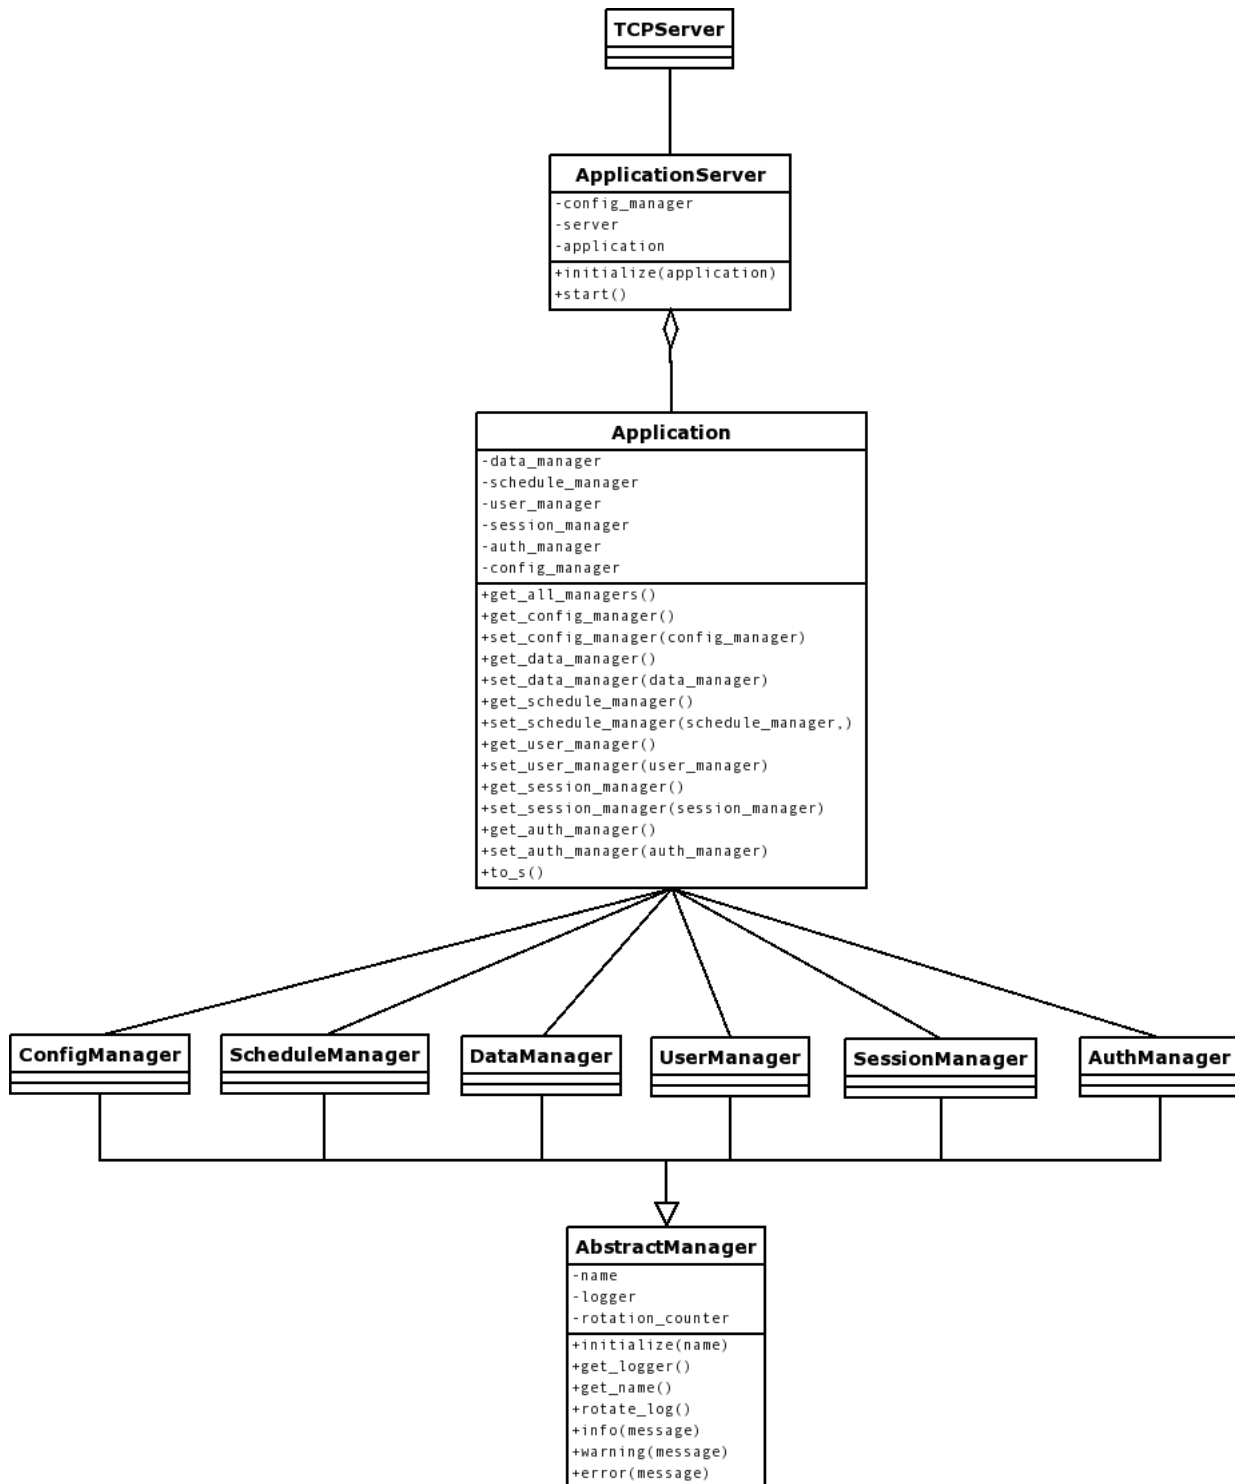 TCPServer
ApplicationServer
-config_manager
-server
-application
+initialize(application)
+start()
Application
-data_manager
-schedule_manager
-user_manager
-session_manager
-auth_manager
-config_manager
+get_all_managers()
+get_config_manager()
+set_config_manager(config_manager)
+get_data_manager()
+set_data_manager(data_manager)
+get_schedule_manager()
+set_schedule_manager(schedule_manager,)
+get_user_manager()
+set_user_manager(user_manager)
+get_session_manager()
+set_session_manager(session_manager)
+get_auth_manager()
+set_auth_manager(auth_manager)
+to_s()
ConfigManager
ScheduleManager
DataManager
UserManager
SessionManager
AuthManager
AbstractManager
-name
-logger
-rotation_counter
+initialize(name)
+get_logger()
+get_name()
+rotate_log()
+info(message)
+warning(message)
+error(message)